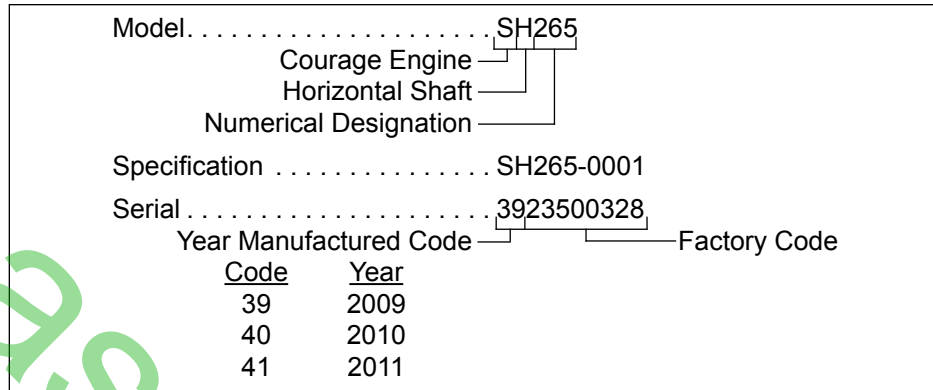 Model. . . . . . . . . . . . . . . . . . . . . SH265
Courage Engine
Horizontal Shaft
Numerical Designation
Specification . . . . . . . . . . . . . . . SH265-0001
Serial . . . . . . . . . . . . . . . . . . . . . 3923500328
Year Manufactured Code Factory Code
Code Year
39 2009
40 2010
41 2011